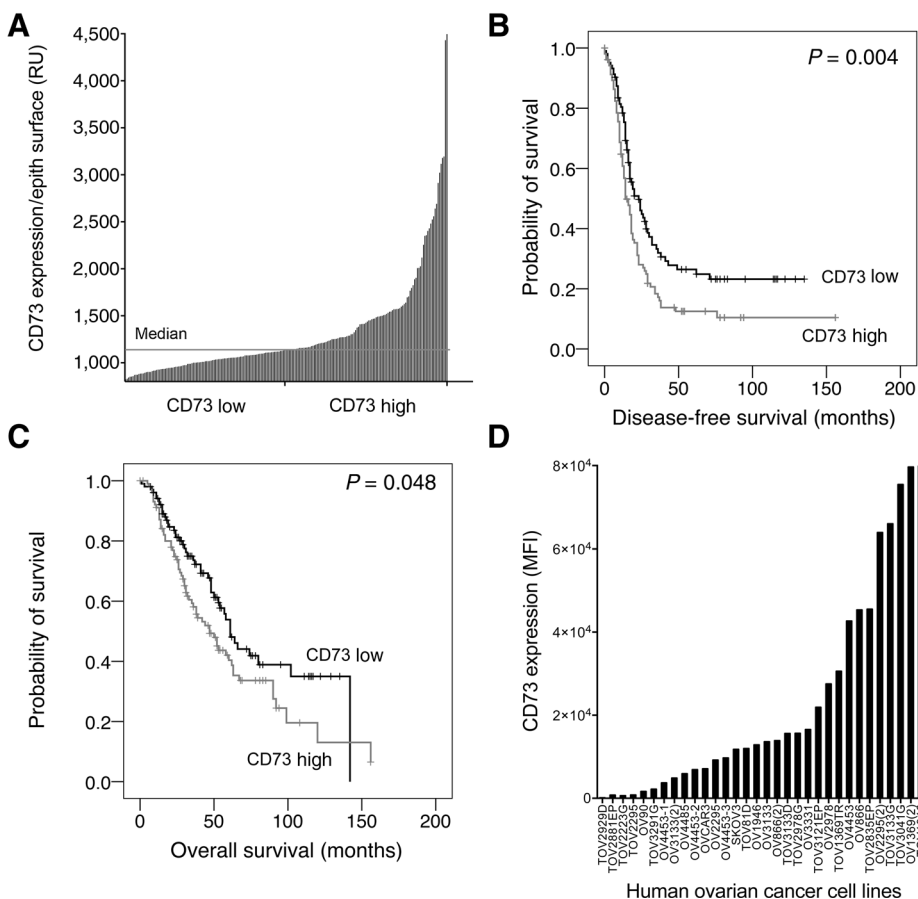 A
CD73 expression/epith surface (RU)
4,500
4,000
3,500
3,000
2,500
2,000
1,500
1,000
Median
CD73 low
CD73 high
B
Probability of survival
1.0
0.8
0.6
0.4
0.2
0.0
P = 0.004
CD73 low
CD73 high
0 50 100 150 200
Disease-free survival (months)
C
Probability of survival
1.0
0.8
0.6
0.4
0.2
0.0
P = 0.048
CD73 low
CD73 high
0 50 100 150 200
Overall survival (months)
D
CD73 expression (MFI)
8×10⁴
6×10⁴
4×10⁴
2×10⁴
0
TOV2929D
TOV2881EP
TOV2223G
TOV2295
OV90
TOV3291G
OV4453-1
OV3133(2)
OV4485
OV4453-2
OVCAR3
OV2295
OV4453-3
SKOV3
TOV81D
OV1946
OV3133
OV866(2)
TOV3133D
TOV2978G
OV3331
TOV3121EP
OV2978
TOV1369TR
OV4453
OV866
TOV2835EP
OV2295(2)
TOV3133G
TOV3041G
OV1369(2)
Human ovarian cancer cell lines